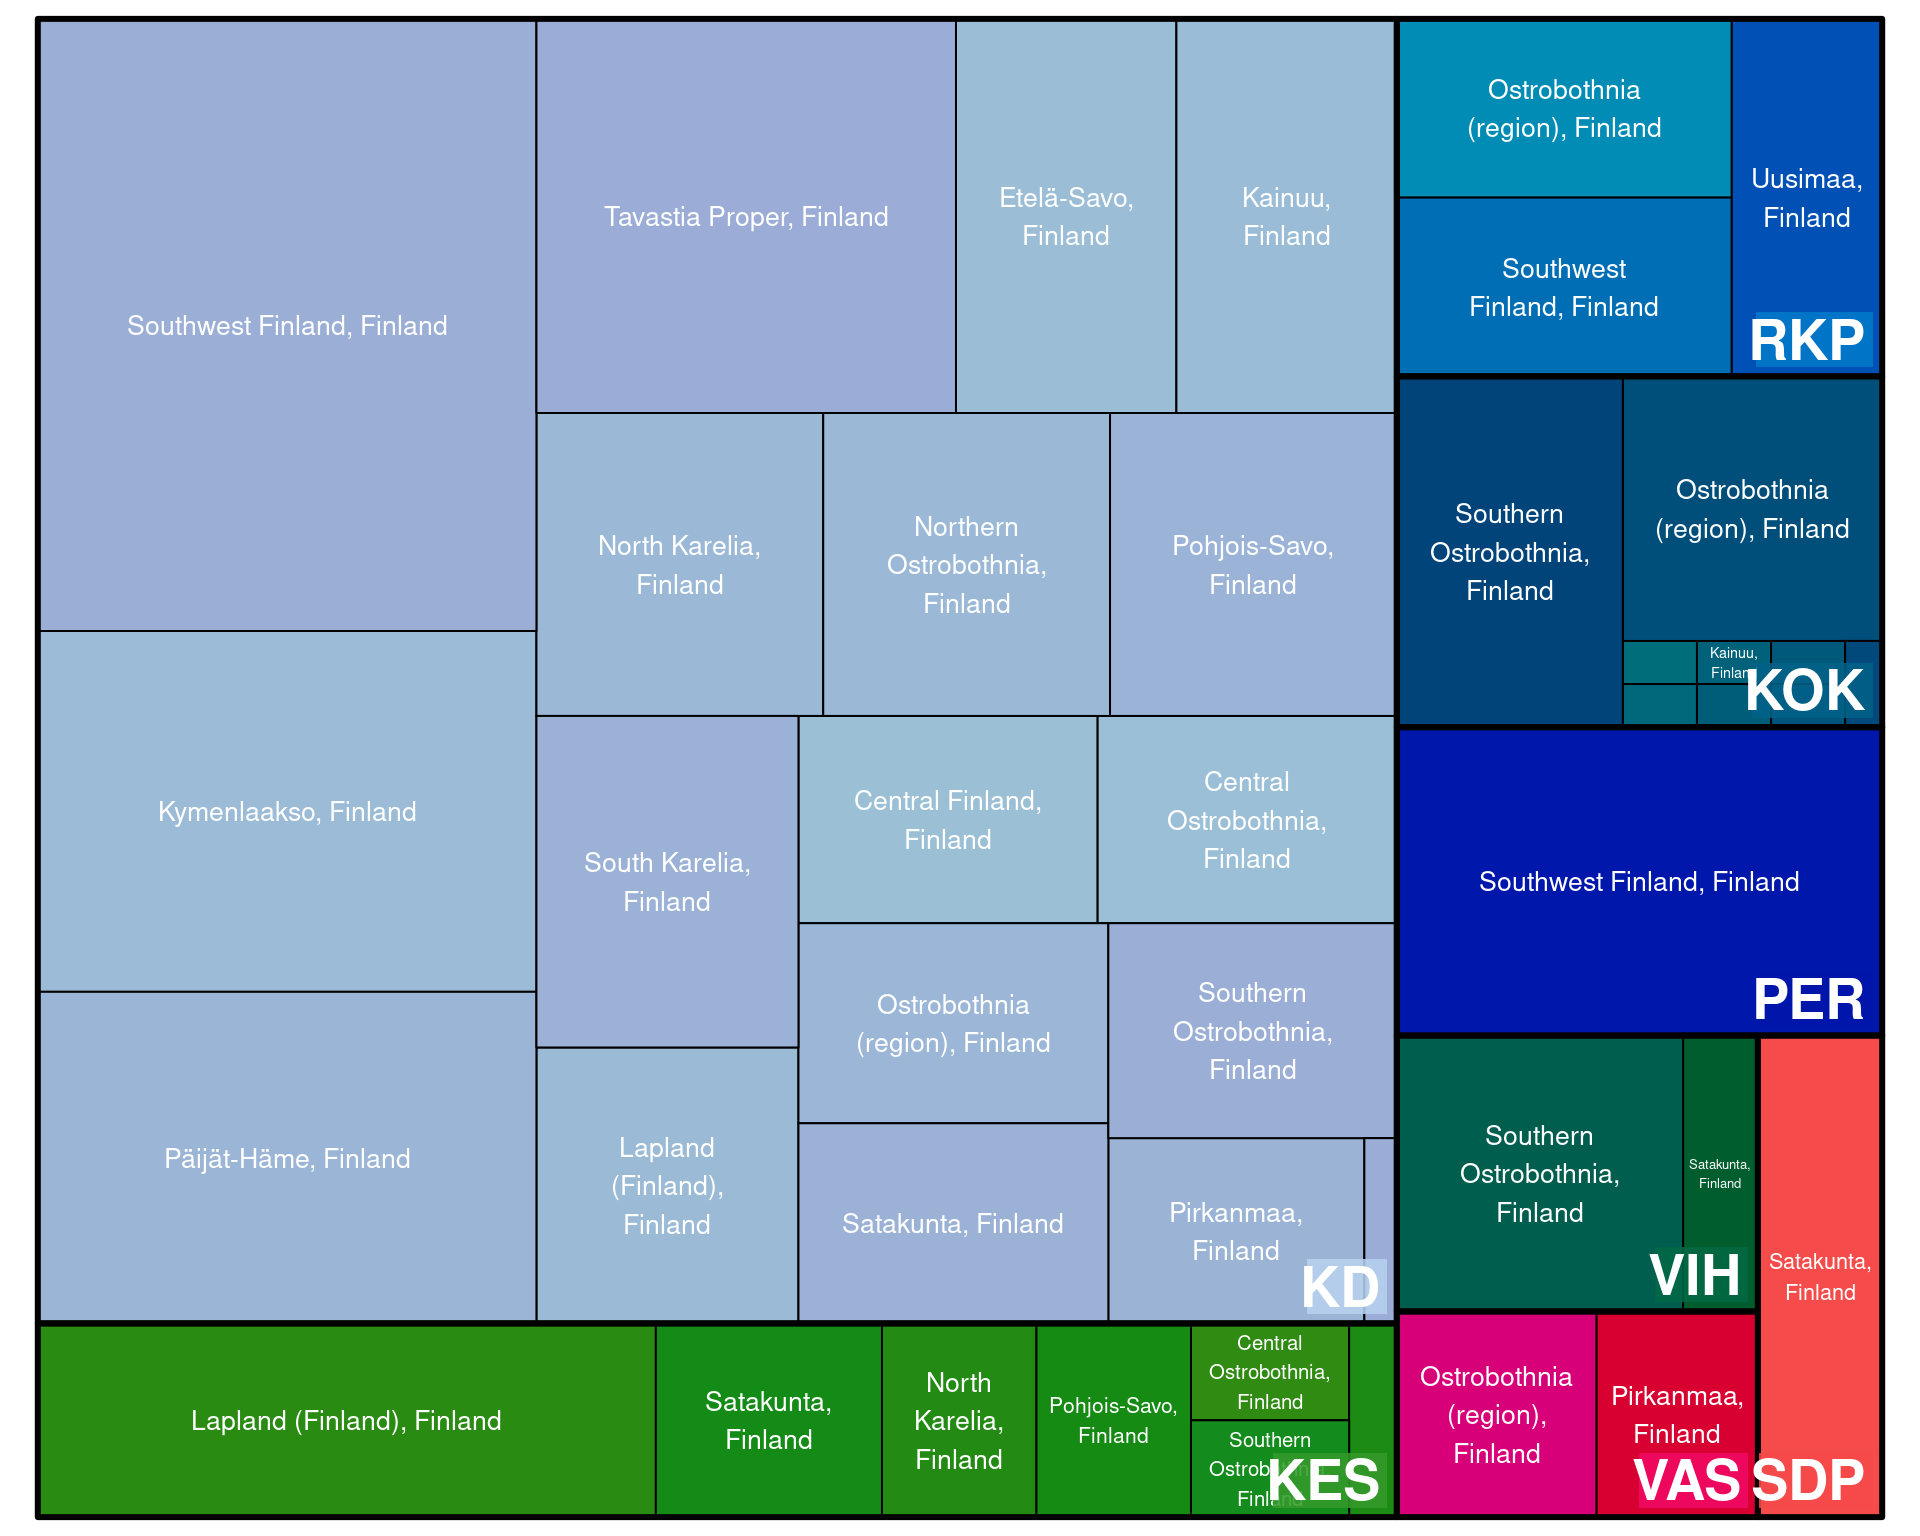 Southwest Finland, Finland
Tavastia Proper, Finland
Etelä-Savo,
Finland
Kainuu,
Finland
Ostrobothnia
(region), Finland
Southwest
Finland, Finland
Uusimaa,
Finland
RKP
North Karelia,
Finland
Northern
Ostrobothnia,
Finland
Pohjois-Savo,
Finland
Southern
Ostrobothnia,
Finland
Ostrobothnia
(region), Finland
Kainuu,
Finland
KOK
Kymenlaakso, Finland
South Karelia,
Finland
Central Finland,
Finland
Central
Ostrobothnia,
Finland
Southwest Finland, Finland
PER
Päijät-Häme, Finland
Lapland
(Finland),
Finland
Ostrobothnia
(region), Finland
Southern
Ostrobothnia,
Finland
Satakunta, Finland
Pirkanmaa,
Finland
KD
Southern
Ostrobothnia,
Finland
Satakunta,
Finland
VIH
Satakunta,
Finland
SDP
Lapland (Finland), Finland
Satakunta,
Finland
North
Karelia,
Finland
Pohjois-Savo,
Finland
Central
Ostrobothnia,
Finland
Southern
Ostrobothnia,
Finland
KES
Ostrobothnia
(region),
Finland
Pirkanmaa,
Finland
VAS